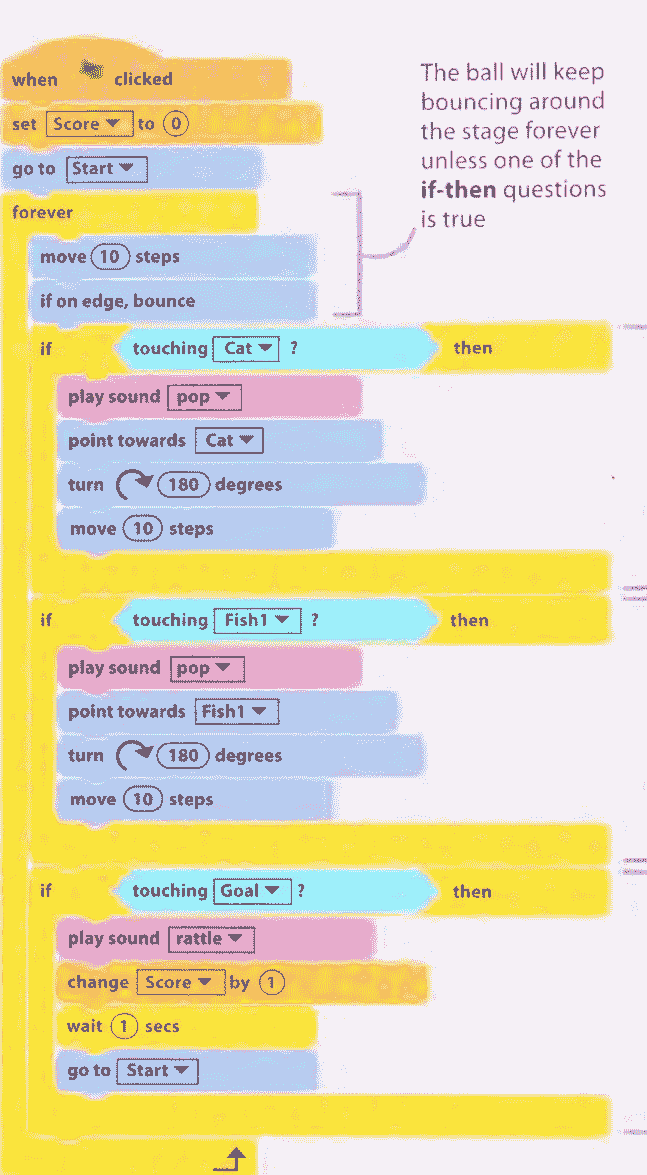 when clicked
set Score to 0
go to Start
forever
The ball will keep
bouncing around
the stage forever
unless one of the
if-then questions
is true
move 10 steps
if on edge, bounce
if touching Cat ? then
play sound pop
point towards Cat
turn 180 degrees
move 10 steps
if touching Fish1 ? then
play sound pop
point towards Fish1
turn 180 degrees
move 10 steps
if touching Goal ? then
play sound rattle
change Score by 1
wait 1 secs
go to Start